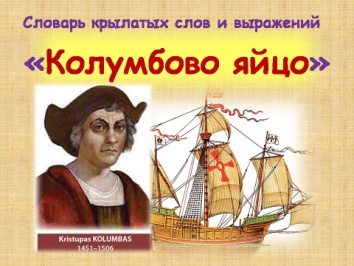 Словарь крылатых слов и выражений
«Колумбово яйцо»
Kristupas KOLUMBAS
1451–1506